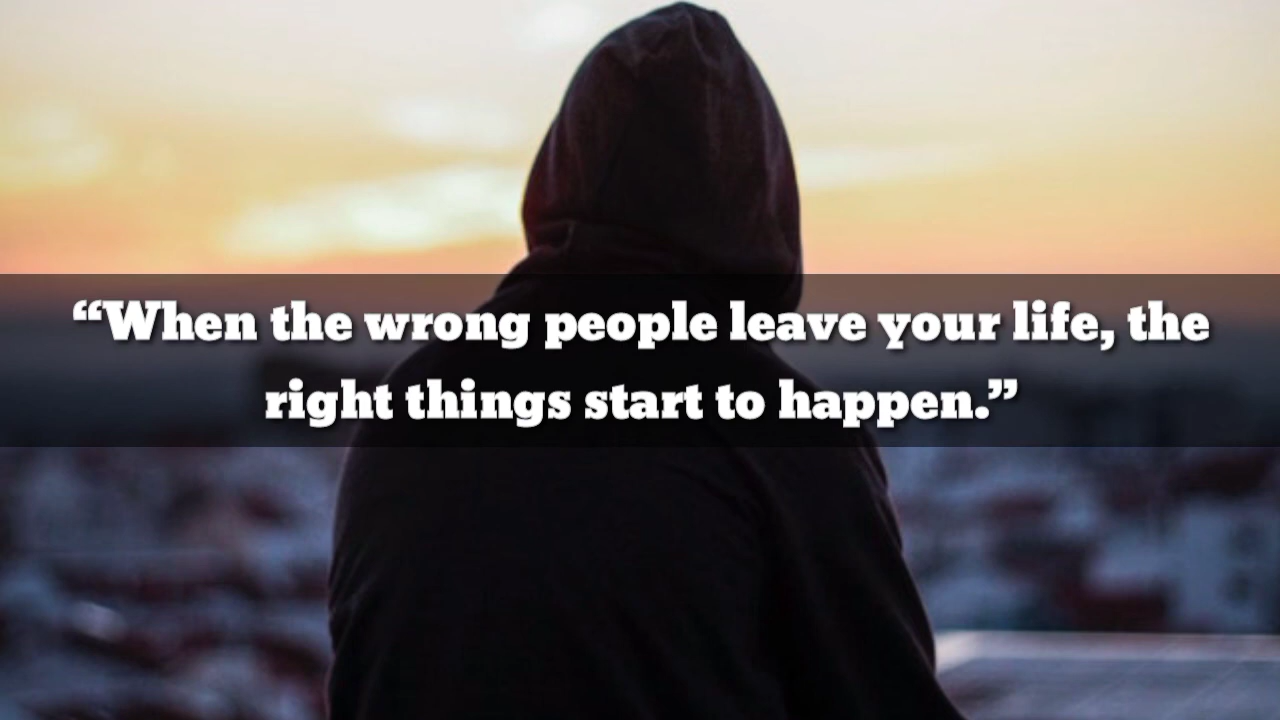 “When the wrong people leave your life, the
right things start to happen.”